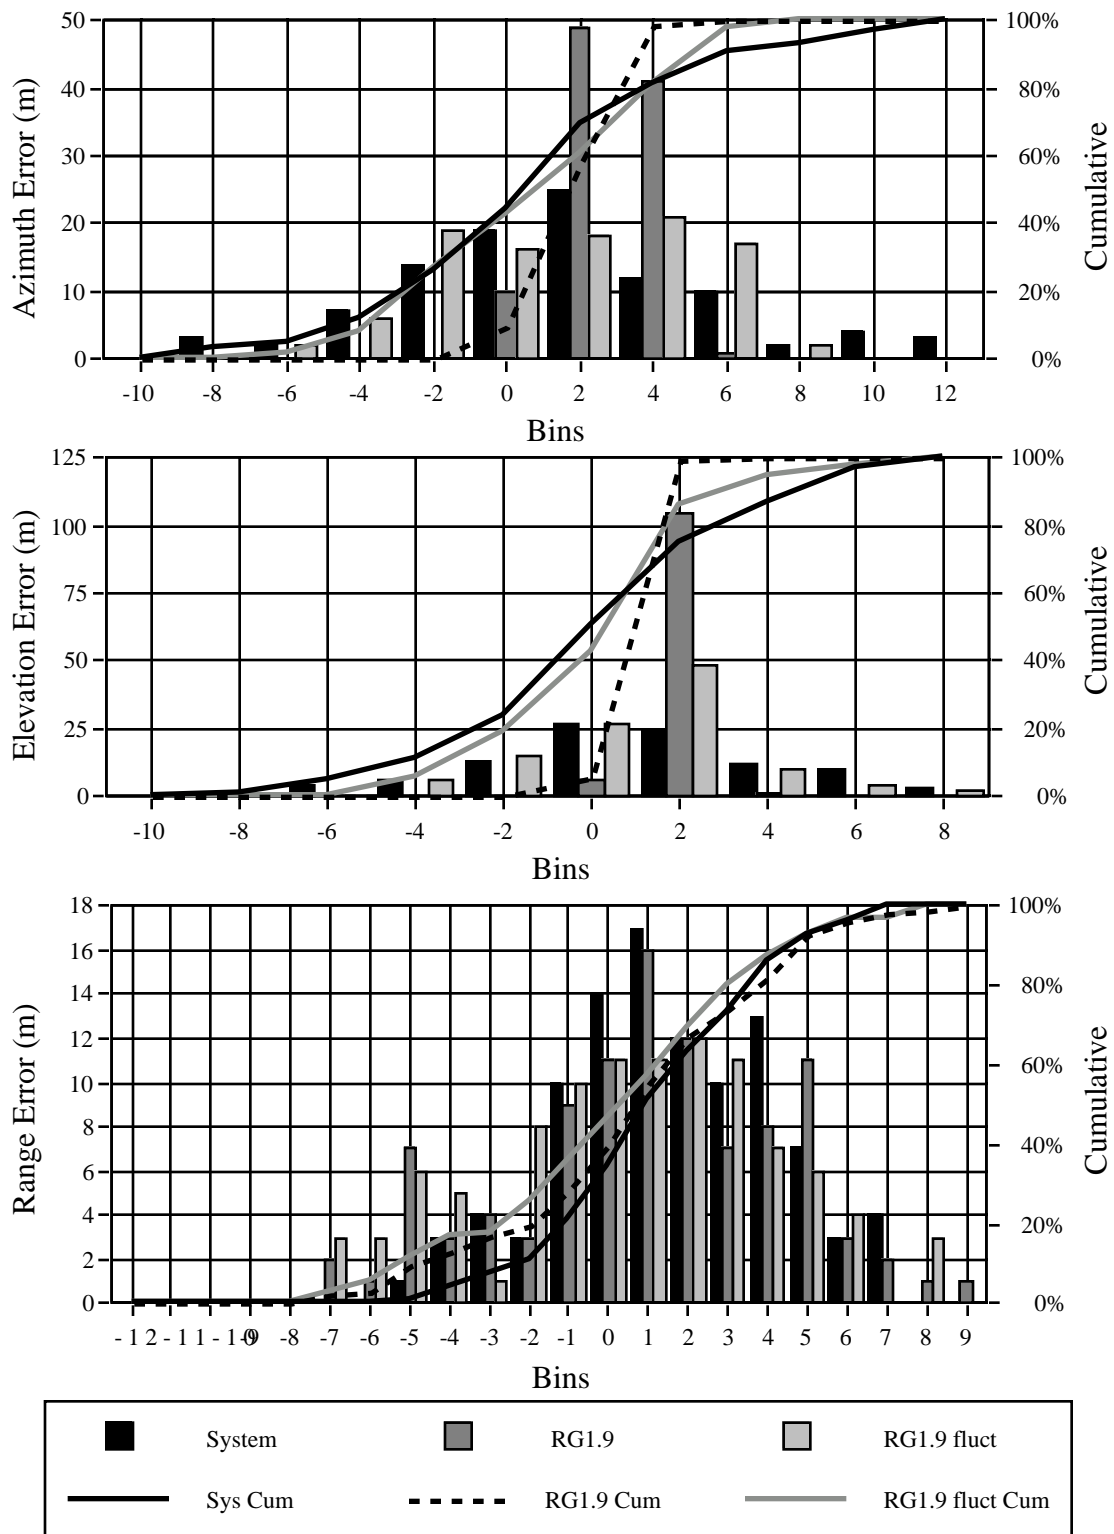 50
40
30
20
10
0
100%
80%
60%
40%
20%
0%
Azimuth Error (m)
Cumulative
-10 -8 -6 -4 -2 0 2 4 6 8 10 12
Bins
125
100
75
50
25
0
100%
80%
60%
40%
20%
0%
Elevation Error (m)
Cumulative
-10 -8 -6 -4 -2 0 2 4 6 8
Bins
18
16
14
12
10
8
6
4
2
0
100%
80%
60%
40%
20%
0%
Range Error (m)
Cumulative
-12 -11 -10 -9 -8 -7 -6 -5 -4 -3 -2 -1 0 1 2 3 4 5 6 7 8 9
Bins
System RG1.9 RG1.9 fluct
Sys Cum RG1.9 Cum RG1.9 fluct Cum